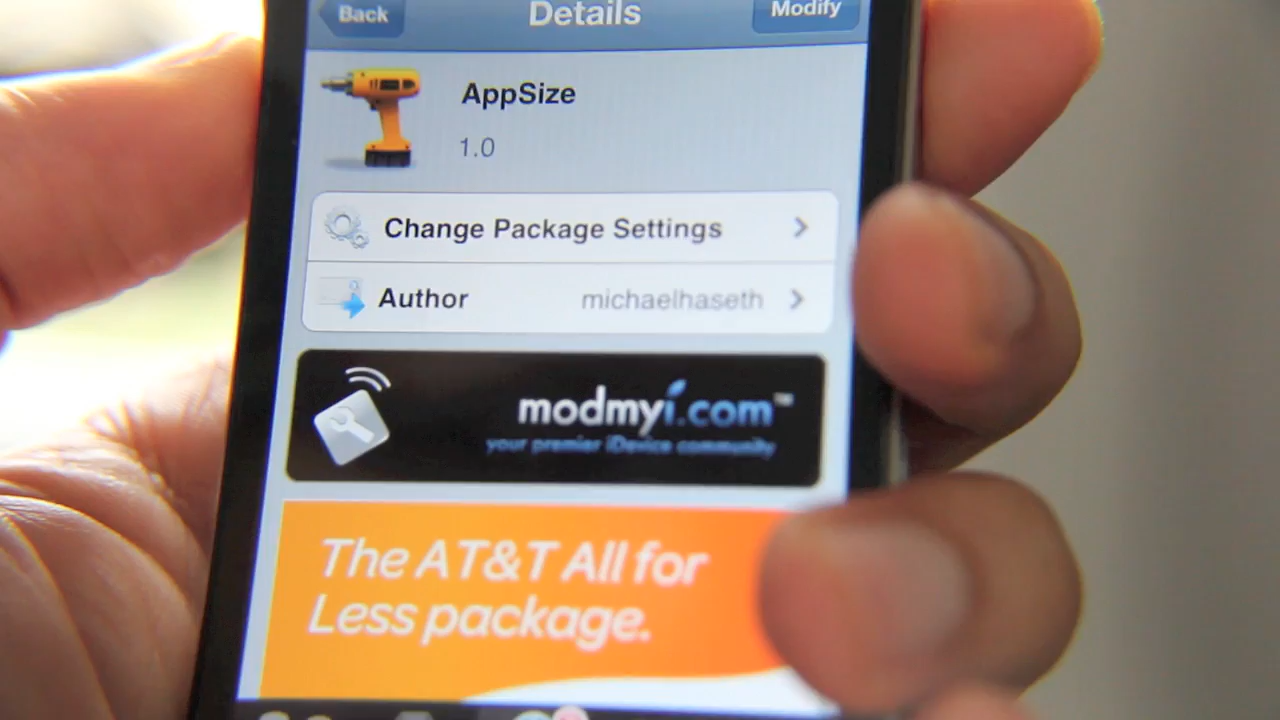 Back
Details
Modify
AppSize
1.0
Change Package Settings
Author
michaelhaseth
modmyi.com™
your premier iDevice community
The AT&T All for
Less package.